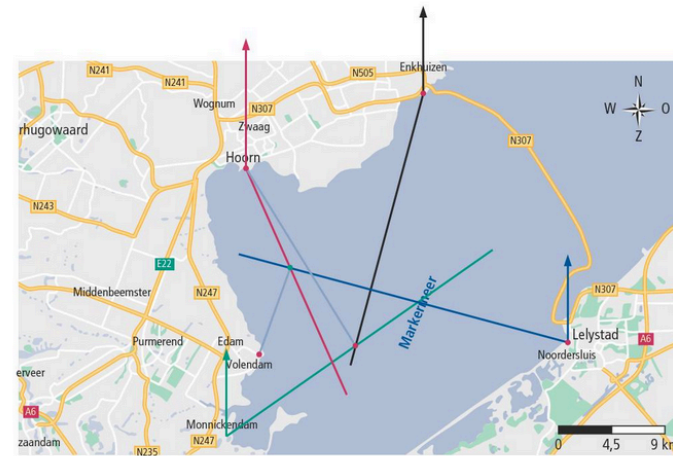 Enkhuizen
N241
N241
N505
N
Wognum
N307
W
O
Zwaag
Z
rhugowaard
Hoorn
N307
N243
E22
N247
Middenbeemster
N307
Markermeer
Purmerend
Edam
Lelystad
A6
Volendam
Noordersluis
erveer
A6
Monnickendam
zaandam
N235
N247
0
4,5
9 km